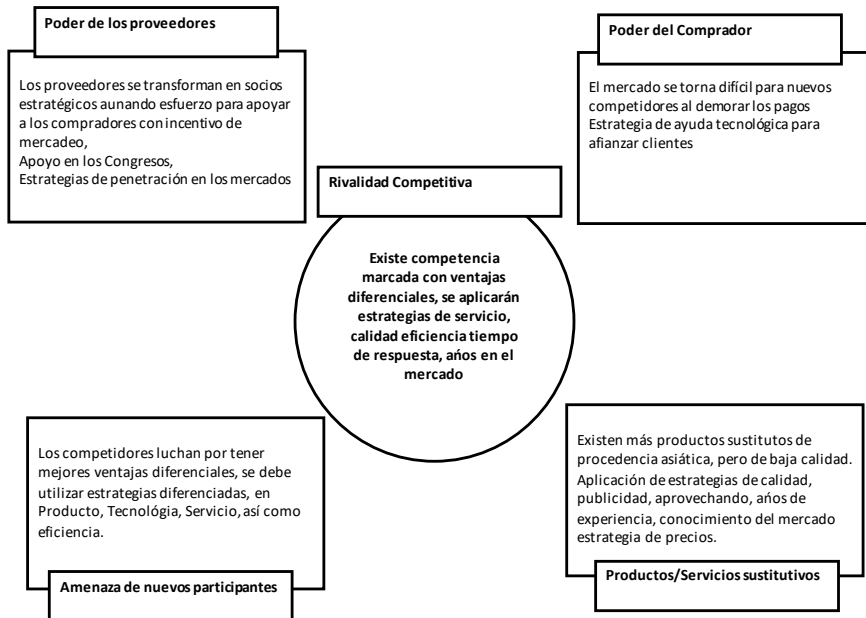 Poder de los proveedores
Los proveedores se transforman en socios
estratégicos aunando esfuerzo para apoyar
a los compradores con incentivo de
mercadeo,
Apoyo en los Congresos,
Estrategias de penetración en los mercados
Poder del Comprador
El mercado se torna difícil para nuevos
competidores al demorar los pagos
Estrategia de ayuda tecnológica para
afianzar clientes
Rivalidad Competitiva
Existe competencia
marcada con ventajas
diferenciales, se aplicarán
estrategias de servicio,
calidad eficiencia tiempo
de respuesta, años en el
mercado
Los competidores luchan por tener
mejores ventajas diferenciales, se debe
utilizar estrategias diferenciadas, en
Producto, Tecnológia, Servicio, así como
eficiencia.
Amenaza de nuevos participantes
Existen más productos sustitutos de
procedencia asiática, pero de baja calidad.
Aplicación de estrategias de calidad,
publicidad, aprovechando, años de
experiencia, conocimiento del mercado
estrategia de precios.
Productos/Servicios sustitutivos